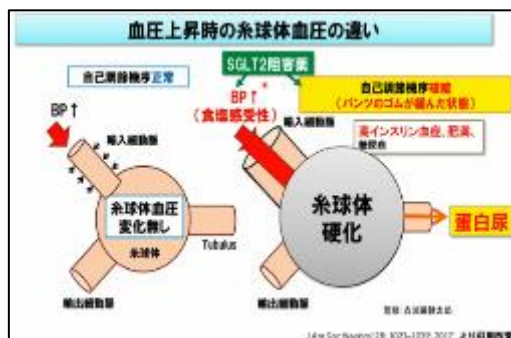 血圧上昇時の糸球体血圧の違い
自己調節機序正常
BP↑
輸入細動脈
糸球体血圧
変化無し
糸球体
Tubulus
輸出細動脈
SGLT2阻害薬
BP↑*
(食塩感受性)
輸入細動脈
自己調節機序破綻
(パンツのゴムが緩んだ状態)
高インスリン血症、肥満、
糸球体
硬化
蛋白尿
輸出細動脈